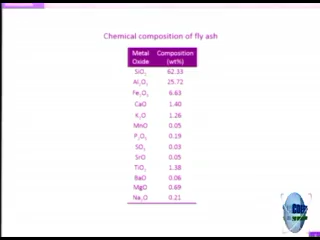 Chemical composition of fly ash
Metal Oxide Composition (wt%)
SiO2 62.33
Al2O3 25.72
Fe2O3 6.63
CaO 1.40
K2O 1.26
MnO 0.05
P2O5 0.19
SO3 0.03
SrO 0.05
TiO2 1.38
BaO 0.06
MgO 0.69
Na2O 0.21